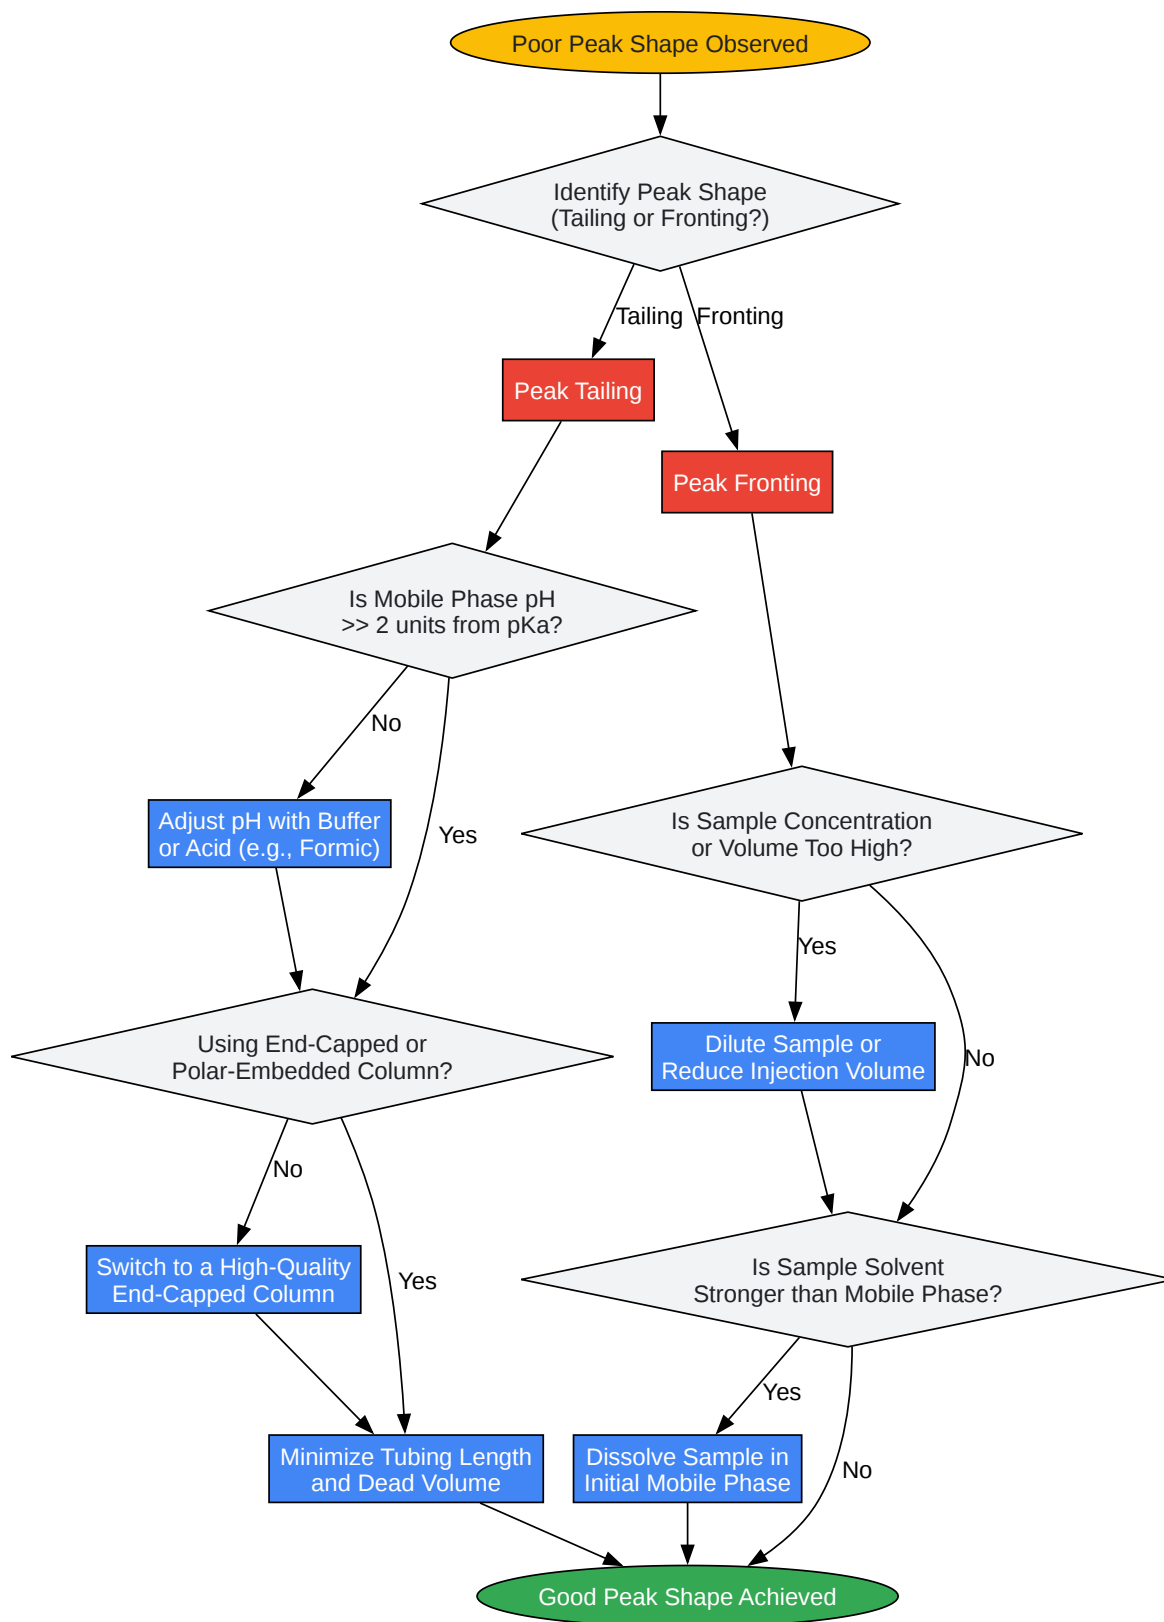 Poor Peak Shape Observed
Identify Peak Shape
(Tailing or Fronting?)
Tailing
Fronting
Peak Tailing
Peak Fronting
Is Mobile Phase pH
>> 2 units from pKa?
No
Yes
Adjust pH with Buffer
or Acid (e.g., Formic)
Is Sample Concentration
or Volume Too High?
Yes
No
Using End-Capped or
Polar-Embedded Column?
Dilute Sample or
Reduce Injection Volume
No
Yes
Switch to a High-Quality
End-Capped Column
Is Sample Solvent
Stronger than Mobile Phase?
Yes
No
Minimize Tubing Length
and Dead Volume
Dissolve Sample in
Initial Mobile Phase
Good Peak Shape Achieved